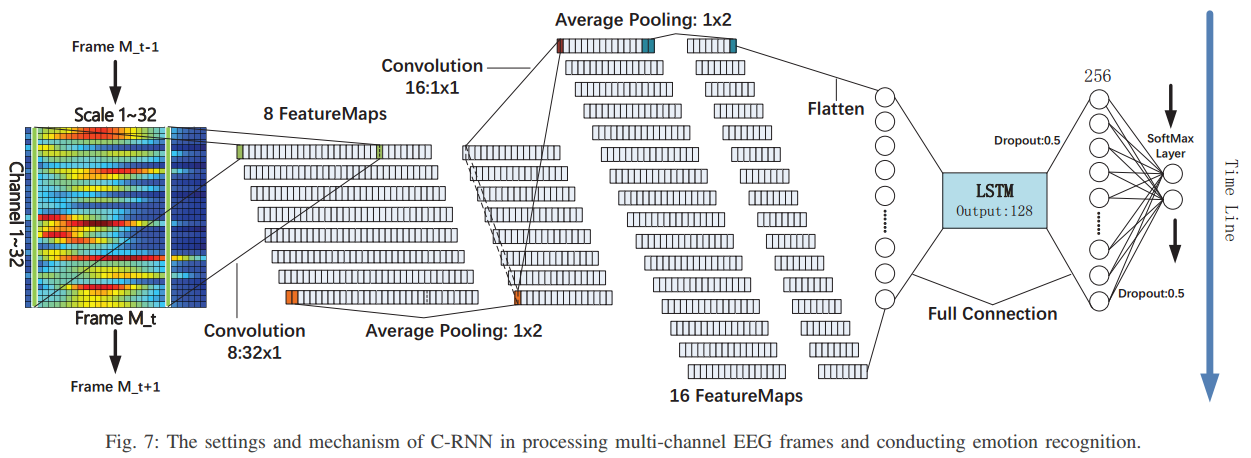 Frame M_t-1
Scale 1~32
Channel 1~32
Frame M_t
Frame M_t+1
8 FeatureMaps
Convolution
8:32x1
Average Pooling: 1x2
Convolution
16:1x1
Average Pooling: 1x2
16 FeatureMaps
Flatten
LSTM
Output:128
Full Connection
256
Dropout:0.5
Dropout:0.5
SoftMax
Layer
Time Line
Fig. 7: The settings and mechanism of C-RNN in processing multi-channel EEG frames and conducting emotion recognition.